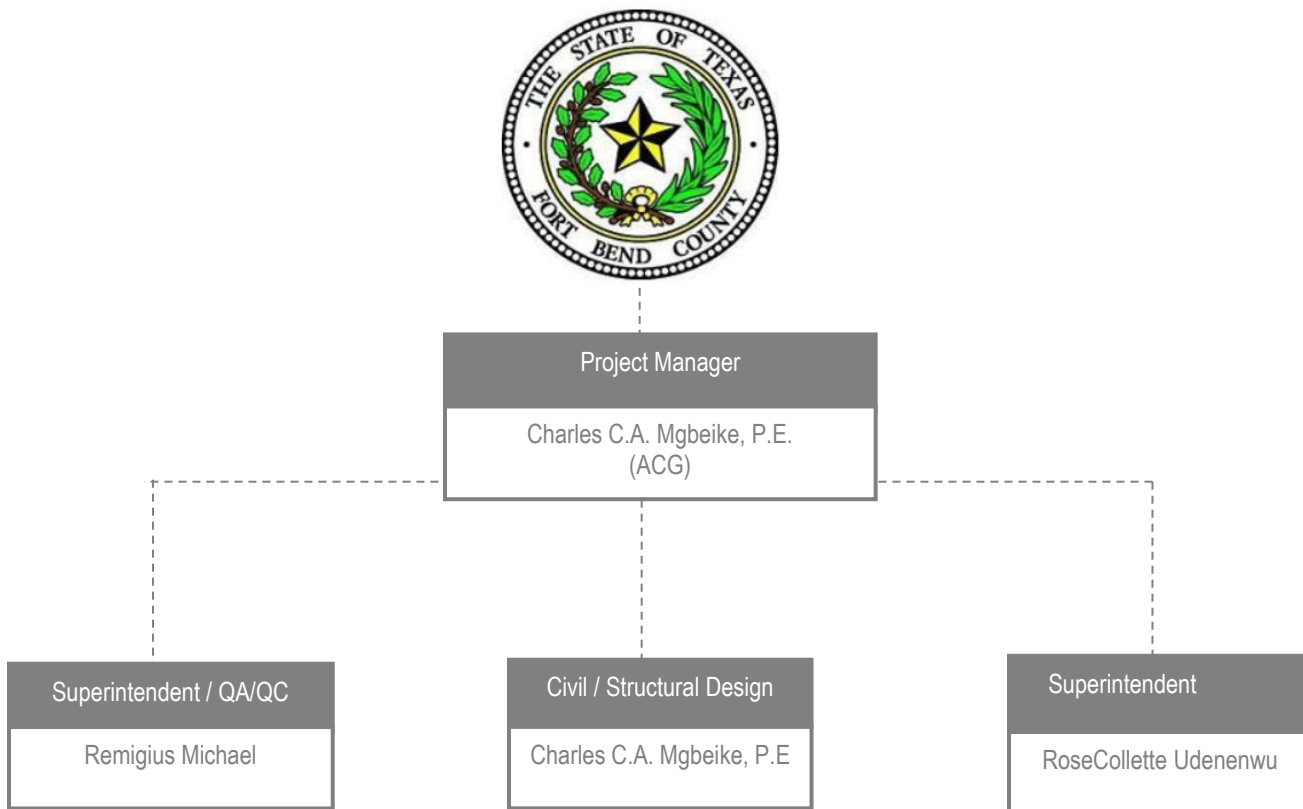 THE STATE OF TEXAS
FORT BEND COUNTY
Project Manager
Charles C.A. Mgbeike, P.E.
(ACG)
Superintendent / QA/QC
Remigius Michael
Civil / Structural Design
Charles C.A. Mgbeike, P.E
Superintendent
RoseCollette Udenenwu